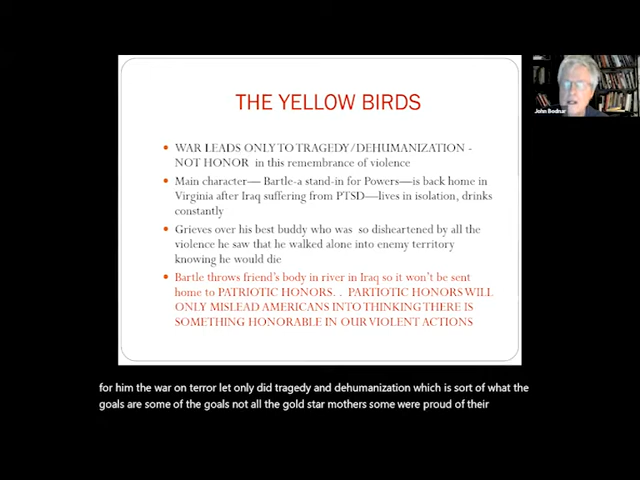 THE YELLOW BIRDS
• WAR LEADS ONLY TO TRAGEDY/DEHUMANIZATION -
NOT HONOR in this remembrance of violence
• Main character— Bartle-a stand-in for Powers—is back home in
Virginia after Iraq suffering from PTSD—lives in isolation, drinks
constantly
• Grieves over his best buddy who was so disheartened by all the
violence he saw that he walked alone into enemy territory
knowing he would die
• Bartle throws friend's body in river in Iraq so it won't be sent
home to PATRIOTIC HONORS. . PARTIOTIC HONORS WILL
ONLY MISLEAD AMERICANS INTO THINKING THERE IS
SOMETHING HONORABLE IN OUR VIOLENT ACTIONS
John Bodnar
for him the war on terror let only did tragedy and dehumanization which is sort of what the
goals are some of the goals not all the gold star mothers some were proud of their